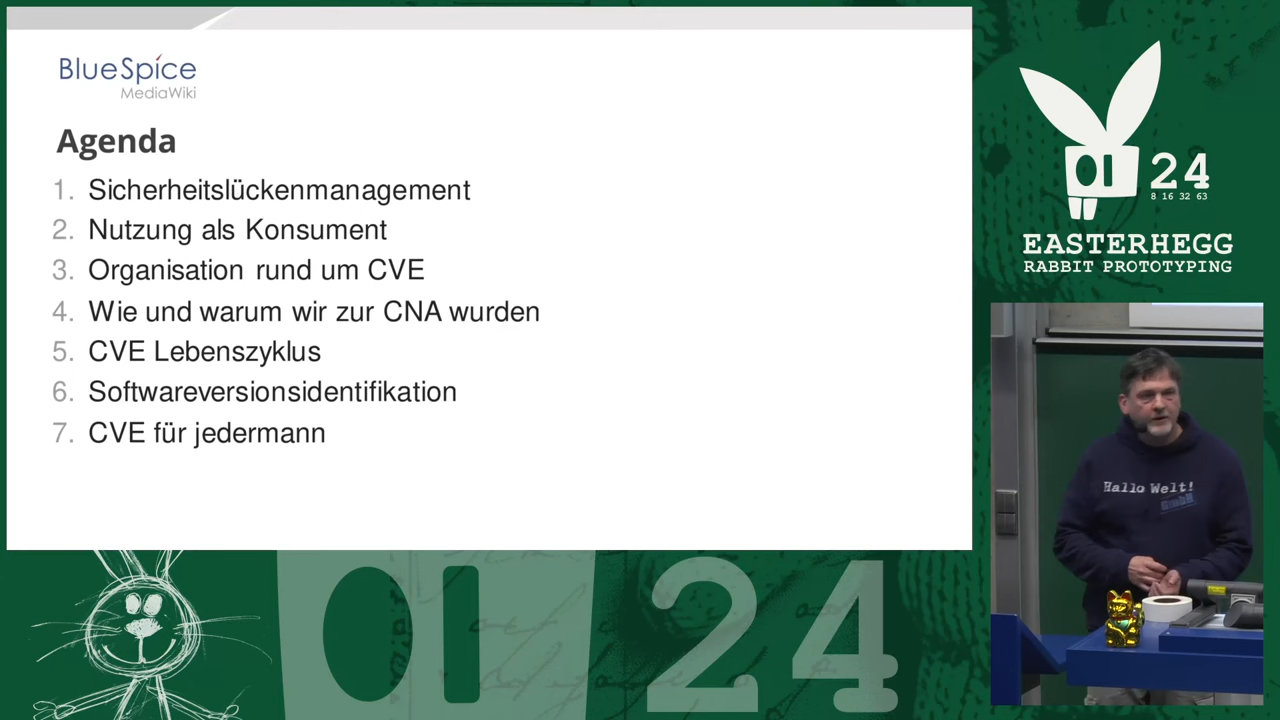 BlueSpice
MediaWiki
Agenda
1. Sicherheitslückenmanagement
2. Nutzung als Konsument
3. Organisation rund um CVE
4. Wie und warum wir zur CNA wurden
5. CVE Lebenszyklus
6. Softwareversionsidentifikation
7. CVE für jedermann
24
8 16 32 63
EASTERHEGG
RABBIT PROTOTYPING
Hallo Welt!
GmbH
24